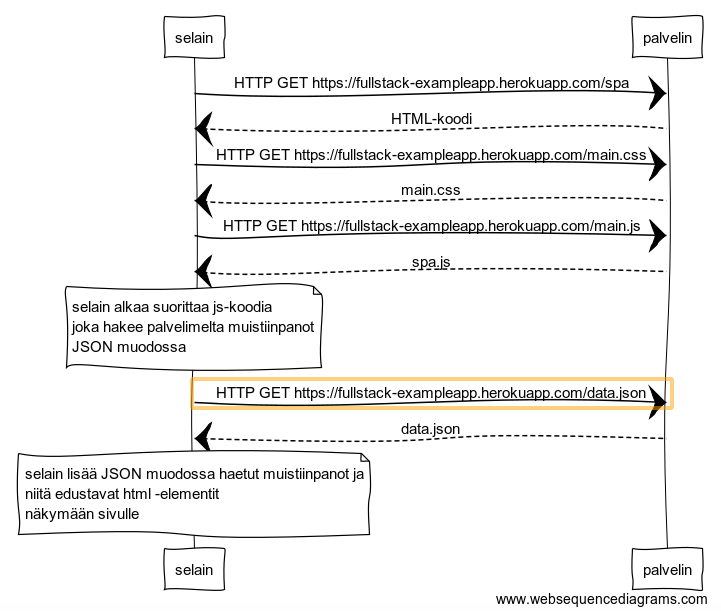 selain palvelin
HTTP GET https://fullstack-exampleapp.herokuapp.com/spa
HTML-koodi
HTTP GET https://fullstack-exampleapp.herokuapp.com/main.css
main.css
HTTP GET https://fullstack-exampleapp.herokuapp.com/main.js
spa.js
selain alkaa suorittaa js-koodia
joka hakee palvelimelta muistiinpanot
JSON muodossa
HTTP GET https://fullstack-exampleapp.herokuapp.com/data.json
data.json
selain lisää JSON muodossa haetut muistiinpanot ja
niitä edustavat html -elementit
näkymään sivulle
selain palvelin
www.websequencediagrams.com